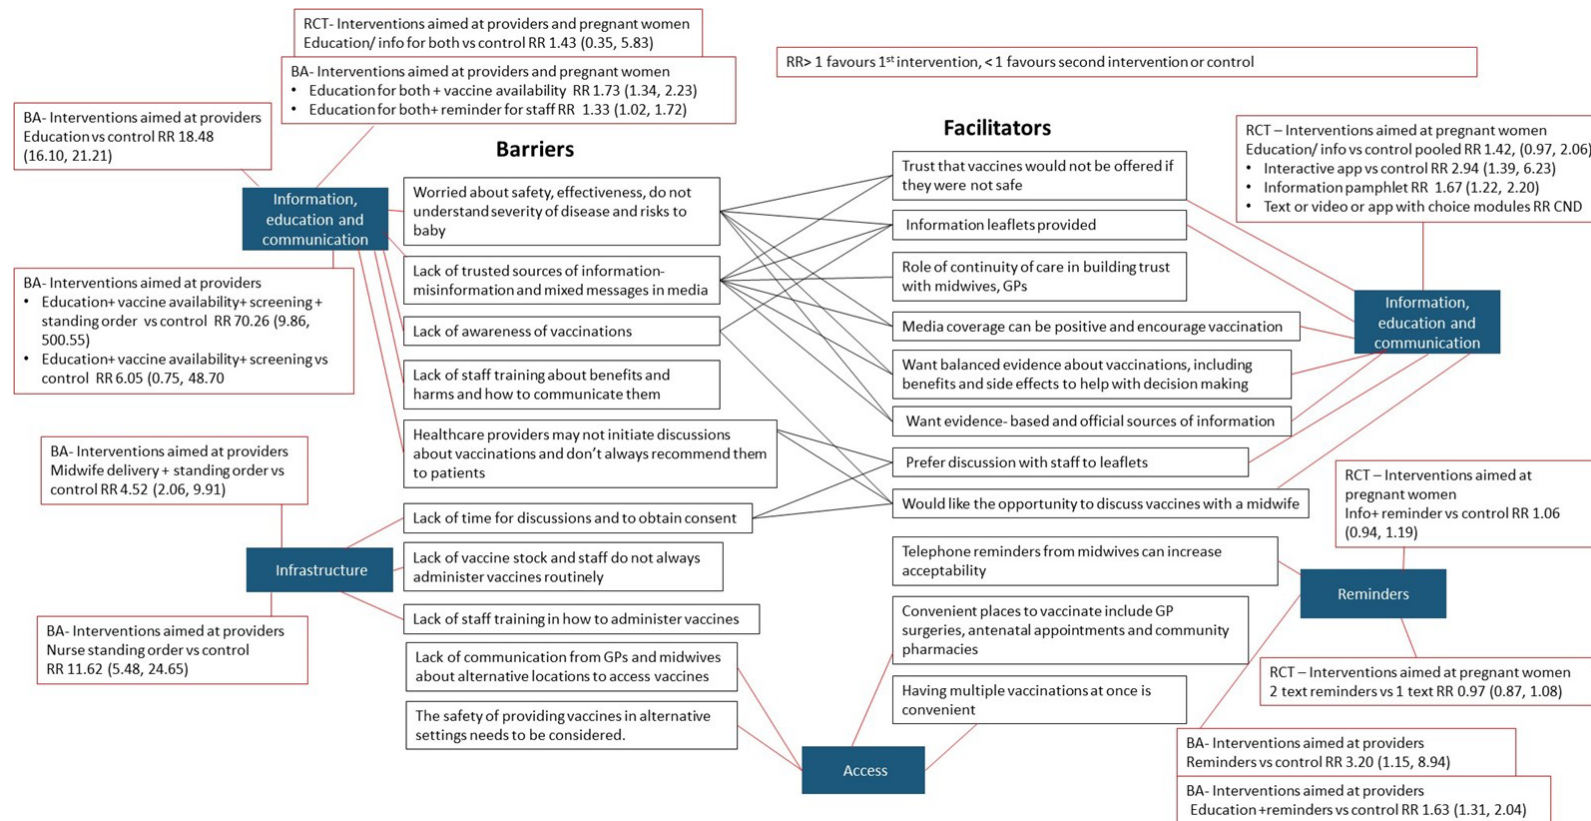 RCT- Interventions aimed at providers and pregnant women
Education/ info for both vs control RR 1.43 (0.35, 5.83)
BA- Interventions aimed at providers and pregnant women
• Education for both + vaccine availability  RR 1.73 (1.34, 2.23)
• Education for both+ reminder for staff RR  1.33 (1.02, 1.72)
RR> 1 favours 1st intervention, < 1 favours second intervention or control
BA- Interventions aimed at providers
Education vs control RR 18.48
(16.10, 21.21)
Information,
education and
communication
BA- Interventions aimed at providers
• Education+ vaccine availability+ screening +
standing order  vs control  RR 70.26 (9.86,
500.55)
• Education+ vaccine availability+ screening vs
control  RR 6.05 (0.75, 48.70
BA- Interventions aimed at providers
Midwife delivery + standing order vs
control RR 4.52 (2.06, 9.91)
Infrastructure
BA- Interventions aimed at providers
Nurse standing order vs control
RR 11.62 (5.48, 24.65)
Barriers
Worried about safety, effectiveness, do not
understand severity of disease and risks to
baby
Lack of trusted sources of information-
misinformation and mixed messages in media
Lack of awareness of vaccinations
Lack of staff training about benefits and
harms and how to communicate them
Healthcare providers may not initiate discussions
about vaccinations and don't always recommend them
to patients
Lack of time for discussions and to obtain consent
Lack of vaccine stock and staff do not always
administer vaccines routinely
Lack of staff training in how to administer vaccines
Lack of communication from GPs and midwives
about alternative locations to access vaccines
The safety of providing vaccines in alternative
settings needs to be considered.
Facilitators
Trust that vaccines would not be offered if
they were not safe
Information leaflets provided
Role of continuity of care in building trust
with midwives, GPs
Media coverage can be positive and encourage vaccination
Want balanced evidence about vaccinations, including
benefits and side effects to help with decision making
Want evidence- based and official sources of information
Prefer discussion with staff to leaflets
Would like the opportunity to discuss vaccines with a midwife
Telephone reminders from midwives can increase
acceptability
Convenient places to vaccinate include GP
surgeries, antenatal appointments and community
pharmacies
Having multiple vaccinations at once is
convenient
Access
RCT – Interventions aimed at pregnant women
Education/ info vs control pooled RR 1.42, (0.97, 2.06)
• Interactive app vs control RR 2.94 (1.39, 6.23)
• Information pamphlet RR  1.67 (1.22, 2.20)
• Text or video or app with choice modules RR CND
Information,
education and
communication
RCT – Interventions aimed at
pregnant women
Info+ reminder vs control RR 1.06
(0.94, 1.19)
Reminders
RCT – Interventions aimed at pregnant women
2 text reminders vs 1 text RR 0.97 (0.87, 1.08)
BA- Interventions aimed at providers
Reminders vs control RR 3.20 (1.15, 8.94)
BA- Interventions aimed at providers
Education +reminders vs control RR 1.63 (1.31, 2.04)